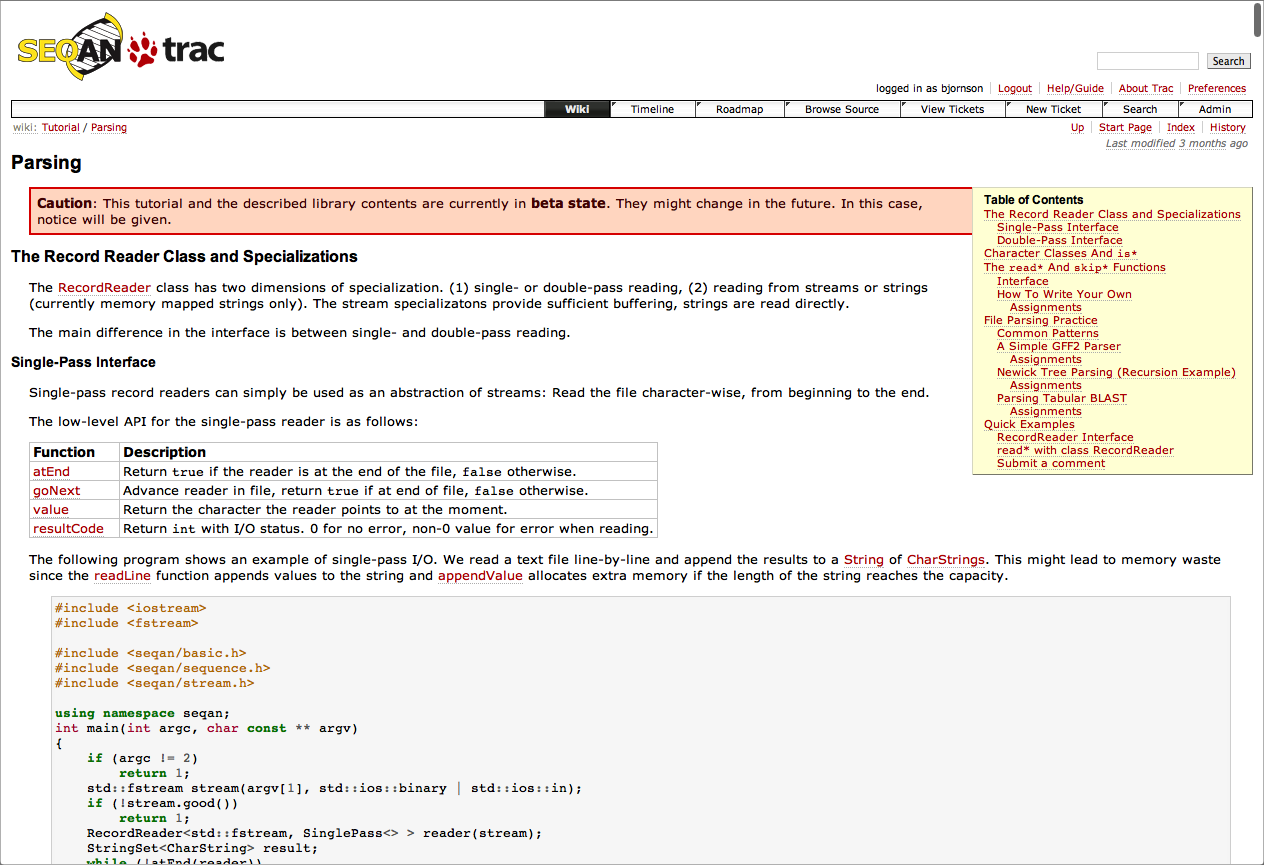 SEQAN trac
Search
logged in as bjornson Logout Help/Guide About Trac Preferences
Wiki Timeline Roadmap Browse Source View Tickets New Ticket Search Admin
wiki: Tutorial / Parsing
Up Start Page Index History
Last modified 3 months ago
Parsing
Caution: This tutorial and the described library contents are currently in beta state. They might change in the future. In this case,
notice will be given.
Table of Contents
The Record Reader Class and Specializations
Single-Pass Interface
Double-Pass Interface
Character Classes And is*
The read* And skip* Functions
Interface
How To Write Your Own
Assignments
File Parsing Practice
Common Patterns
A Simple GFF2 Parser
Assignments
Newick Tree Parsing (Recursion Example)
Assignments
Parsing Tabular BLAST
Assignments
Quick Examples
RecordReader Interface
read* with class RecordReader
Submit a comment
The Record Reader Class and Specializations
The RecordReader class has two dimensions of specialization. (1) single- or double-pass reading, (2) reading from streams or strings
(currently memory mapped strings only). The stream specializatons provide sufficient buffering, strings are read directly.
The main difference in the interface is between single- and double-pass reading.
Single-Pass Interface
Single-pass record readers can simply be used as an abstraction of streams: Read the file character-wise, from beginning to the end.
The low-level API for the single-pass reader is as follows:
Function Description
atEnd Return true if the reader is at the end of the file, false otherwise.
goNext Advance reader in file, return true if at end of file, false otherwise.
value Return the character the reader points to at the moment.
resultCode Return int with I/O status. 0 for no error, non-0 value for error when reading.
The following program shows an example of single-pass I/O. We read a text file line-by-line and append the results to a String of CharStrings. This might lead to memory waste
since the readLine function appends values to the string and appendValue allocates extra memory if the length of the string reaches the capacity.
#include <iostream>
#include <fstream>
#include <seqan/basic.h>
#include <seqan/sequence.h>
#include <seqan/stream.h>
using namespace seqan;
int main(int argc, char const ** argv)
{
if (argc != 2)
return 1;
std::fstream stream(argv[1], std::ios::binary | std::ios::in);
if (!stream.good())
return 1;
RecordReader<std::fstream, SinglePass<> > reader(stream);
StringSet<CharString> result;
while (!atEnd(reader))